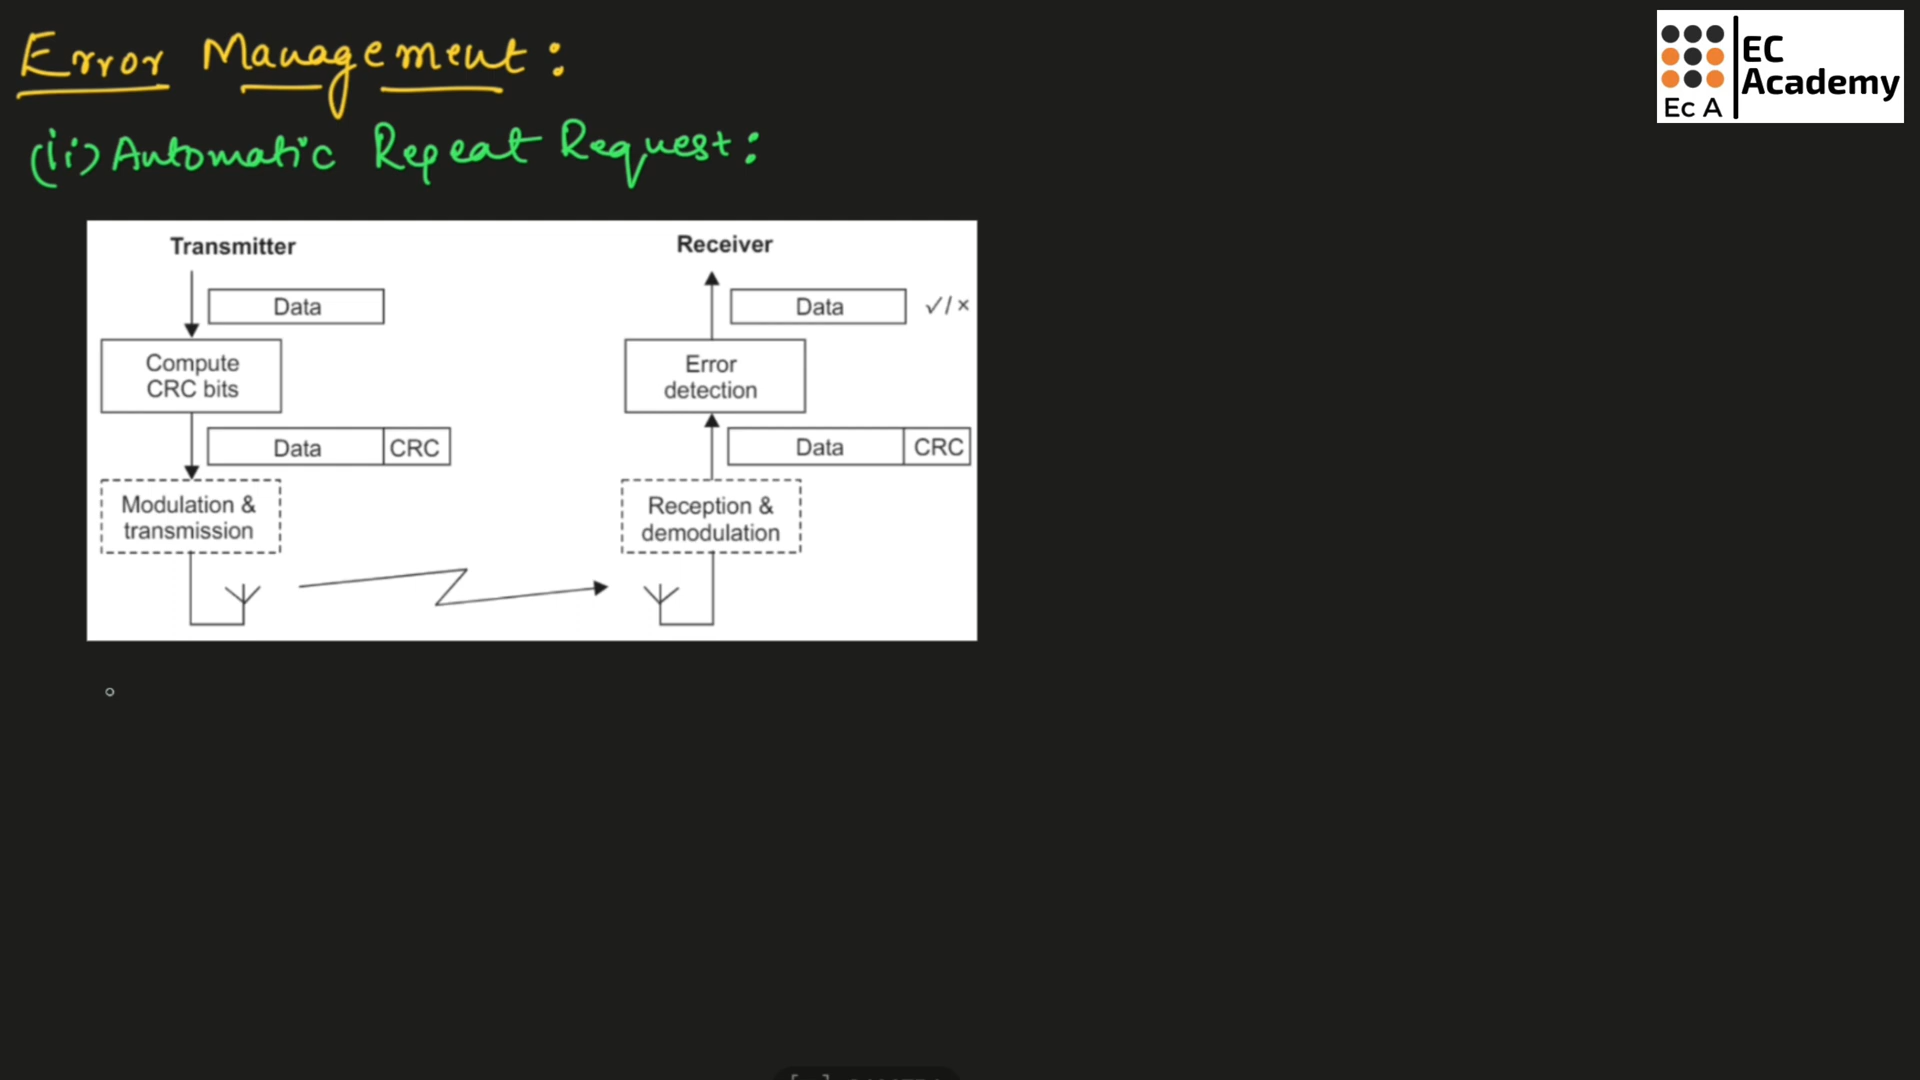 Error Management:
(ii) Automatic Repeat Request:
EC
Academy
Ec A
Transmitter
Receiver
Data
Data ✓/×
Compute
CRC bits
Error
detection
Data CRC
Data CRC
Modulation &
transmission
Reception &
demodulation